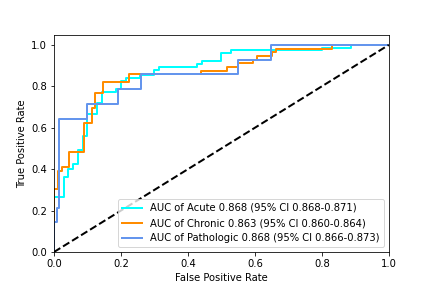 1.0
0.8
0.6
0.4
0.2
0.0
True Positive Rate
AUC of Acute 0.868 (95% CI 0.868-0.871)
AUC of Chronic 0.863 (95% CI 0.860-0.864)
AUC of Pathologic 0.868 (95% CI 0.866-0.873)
0.0 0.2 0.4 0.6 0.8 1.0
False Positive Rate